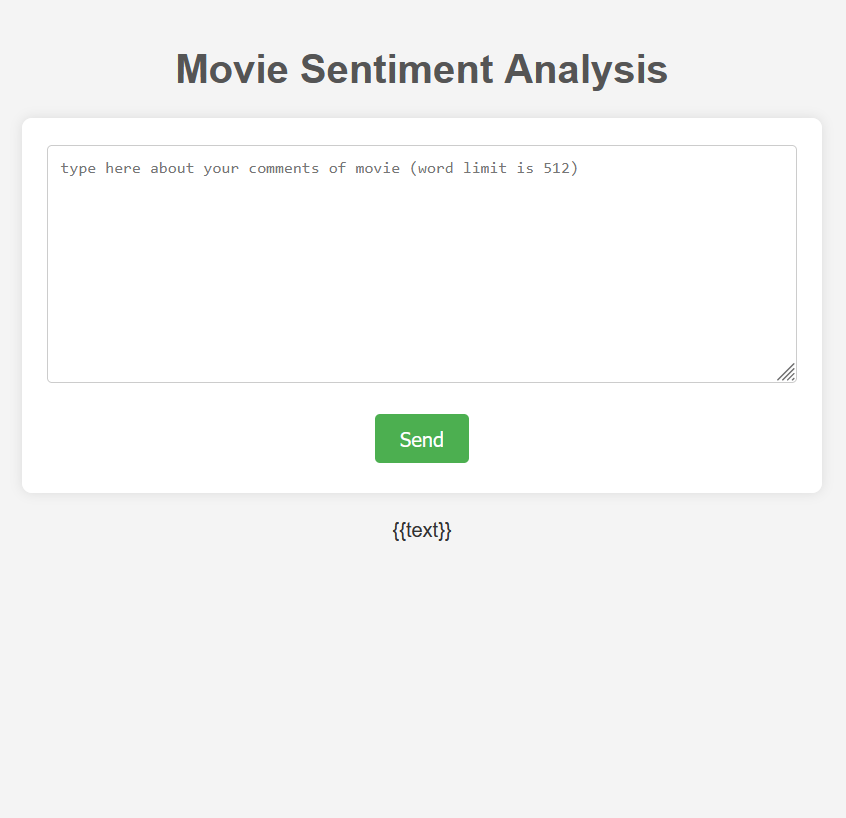 Movie Sentiment Analysis
type here about your comments of movie (word limit is 512)
Send
{{text}}